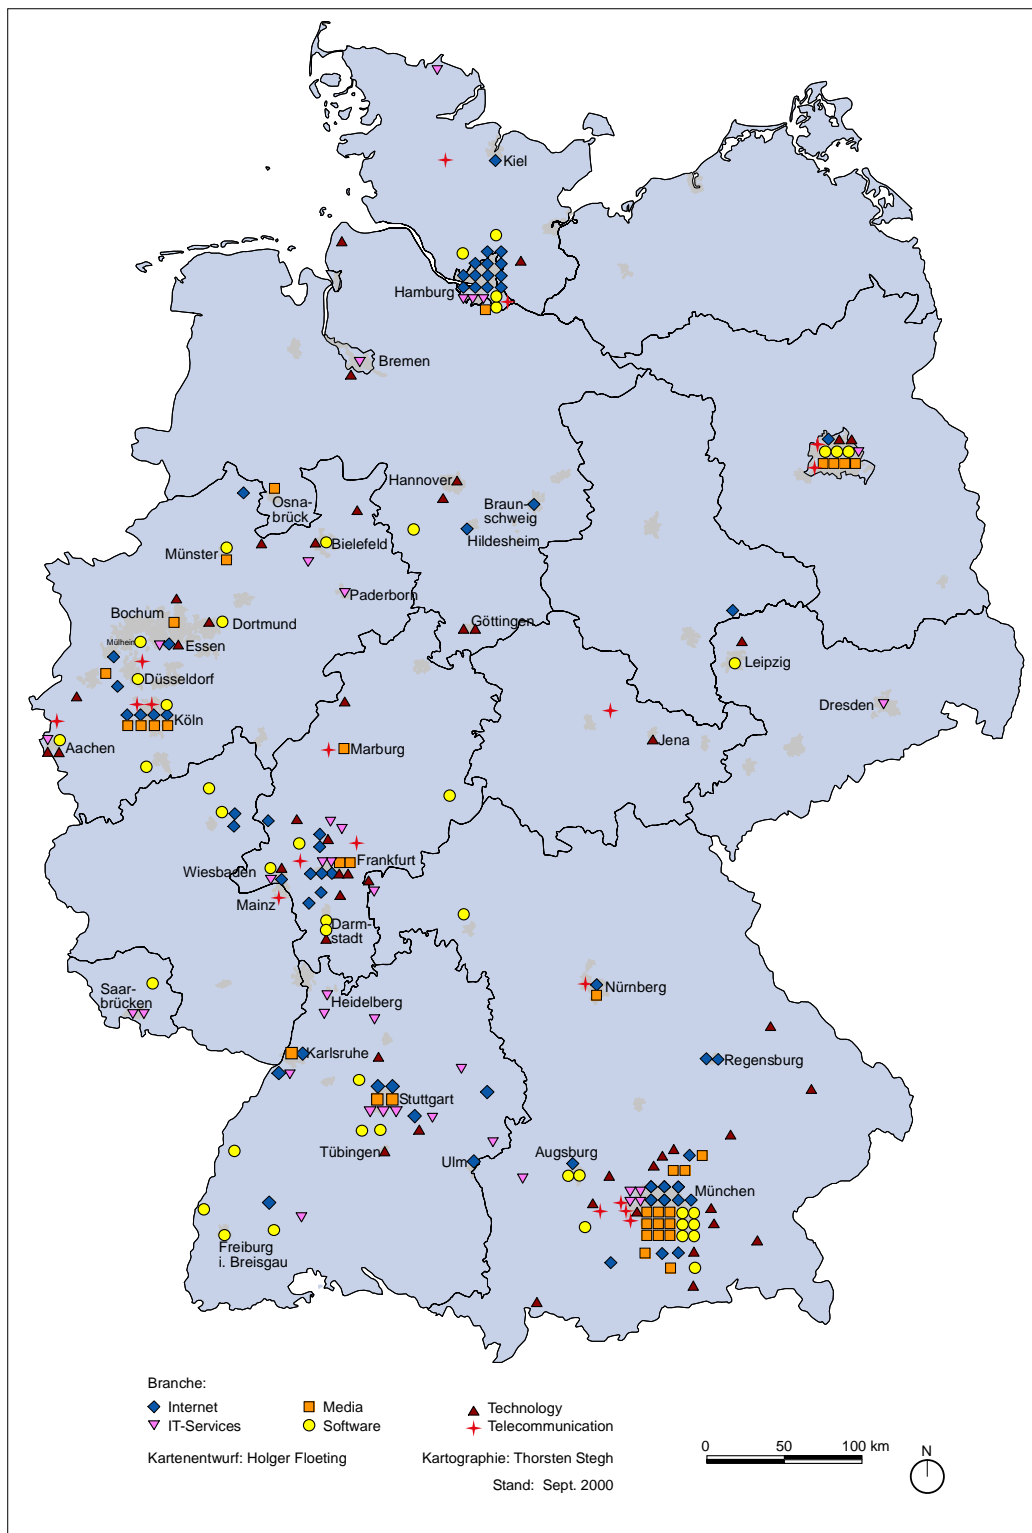 Kiel
Hamburg
Bremen
Hannover
Osna-
brück
Braun-
schweig
Hildesheim
Münster
Bielefeld
Paderborn
Bochum
Dortmund
Göttingen
Mülheim
Essen
Leipzig
Düsseldorf
Dresden
Köln
Jena
Aachen
Marburg
Frankfurt
Wiesbaden
Mainz
Darm-
stadt
Saar-
brücken
Heidelberg
Nürnberg
Karlsruhe
Regensburg
Stuttgart
Tübingen
Augsburg
Ulm
München
Freiburg
i. Breisgau
Branche:
Internet
Media
Technology
IT-Services
Software
Telecommunication
Kartenentwurf: Holger Floeting
Kartographie: Thorsten Stegh
Stand: Sept. 2000
0 50 100 km
N